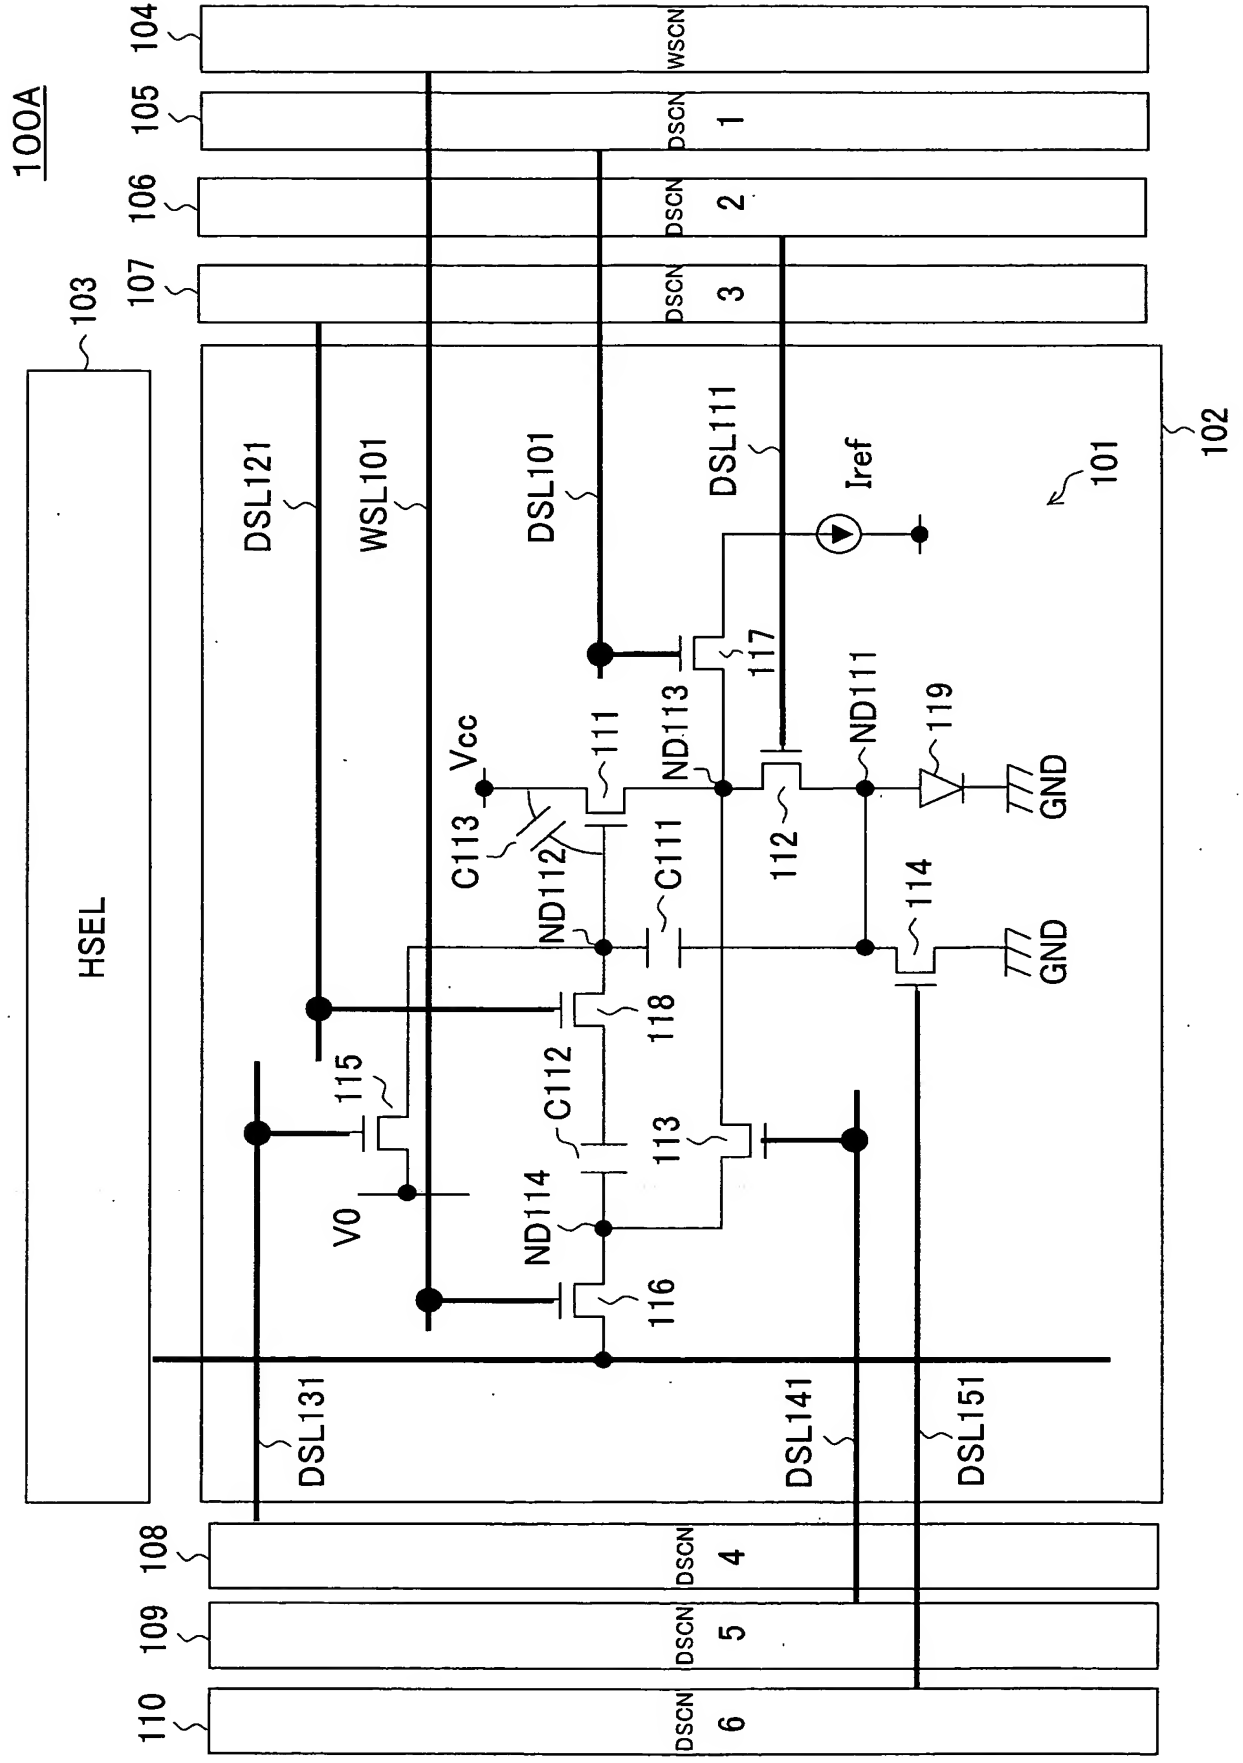 100A
104
WSCN
105
DSCN
1
106
DSCN
2
107
DSCN
3
103
HSEL
102
101
DSL121
WSL101
DSL101
DSL111
Iref
Vcc
C113
111
ND113
117
ND112
C111
112
ND111
119
GND
114
GND
118
115
C112
113
V0
ND114
116
DSL131
DSL141
DSL151
108
DSCN
4
109
DSCN
5
110
DSCN
6